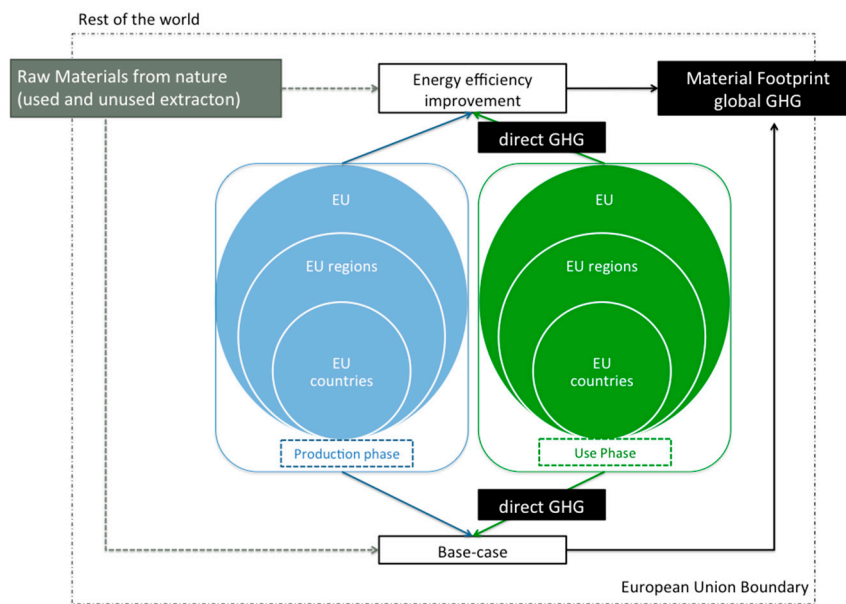 Rest of the world
Raw Materials from nature
(used and unused extracton)
Energy efficiency
improvement
Material Footprint
global GHG
direct GHG
EU
EU regions
EU
countries
Production phase
EU
EU regions
EU
countries
Use Phase
direct GHG
Base-case
European Union Boundary